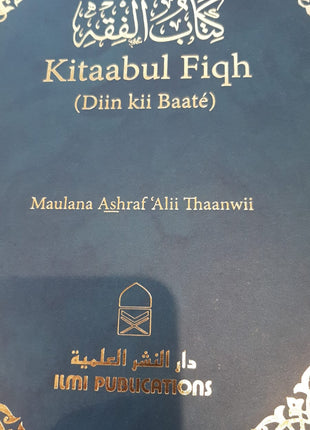 كتاب الفقه
Kitaabul Fiqh
(Diin kii Baaté)
Maulana Ashraf ‘Alii Thaanwii
دار النشر العلمية
ILMI PUBLICATIONS